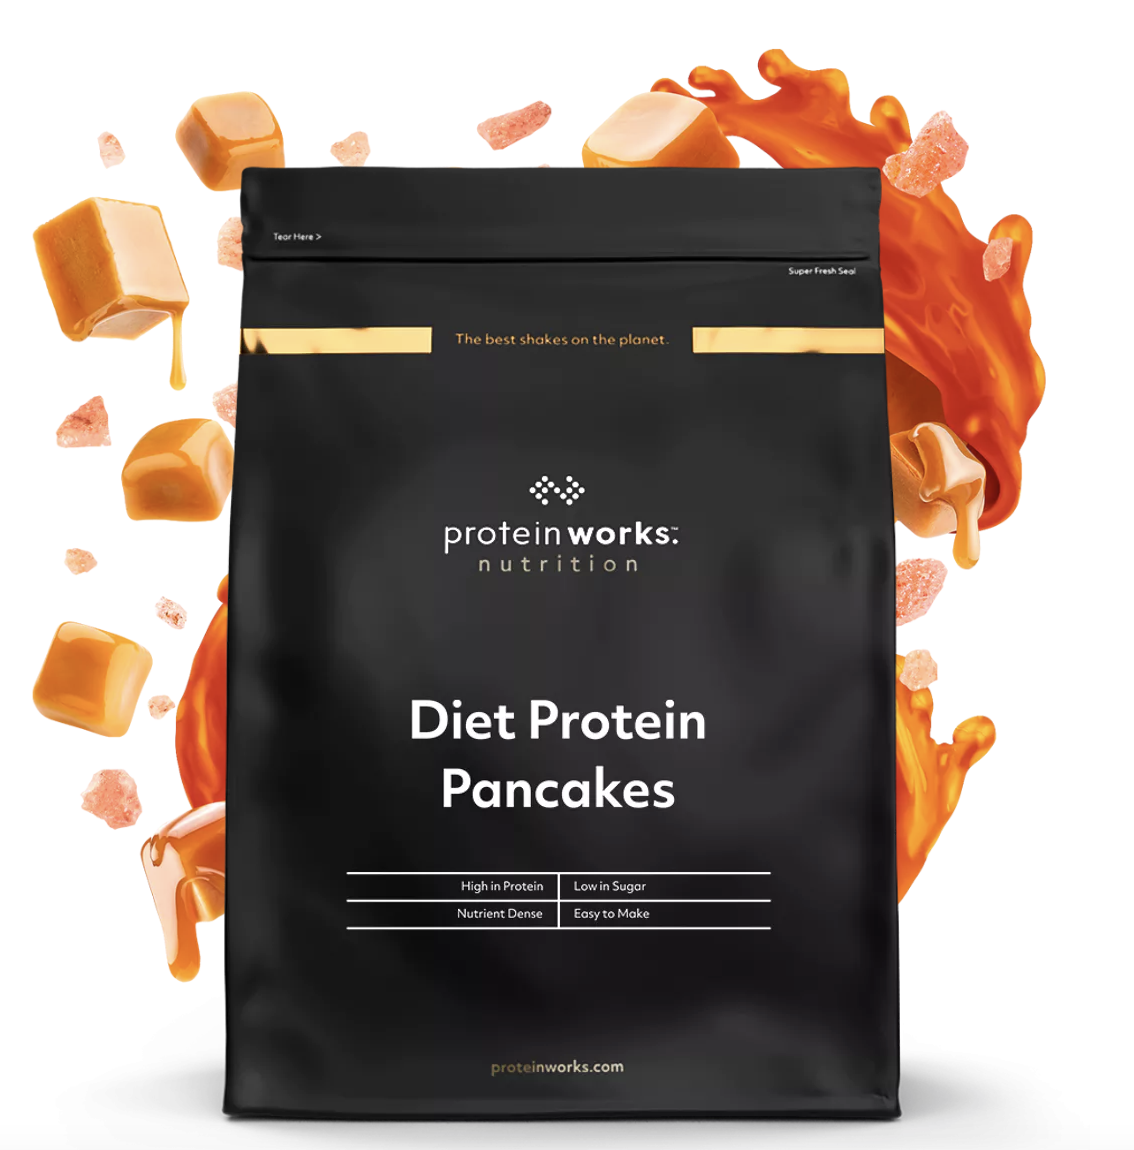 Tear Here >
Super Fresh Seal
The best shakes on the planet.
protein works.™
nutrition
Diet Protein
Pancakes
High in Protein
Low in Sugar
Nutrient Dense
Easy to Make
proteinworks.com